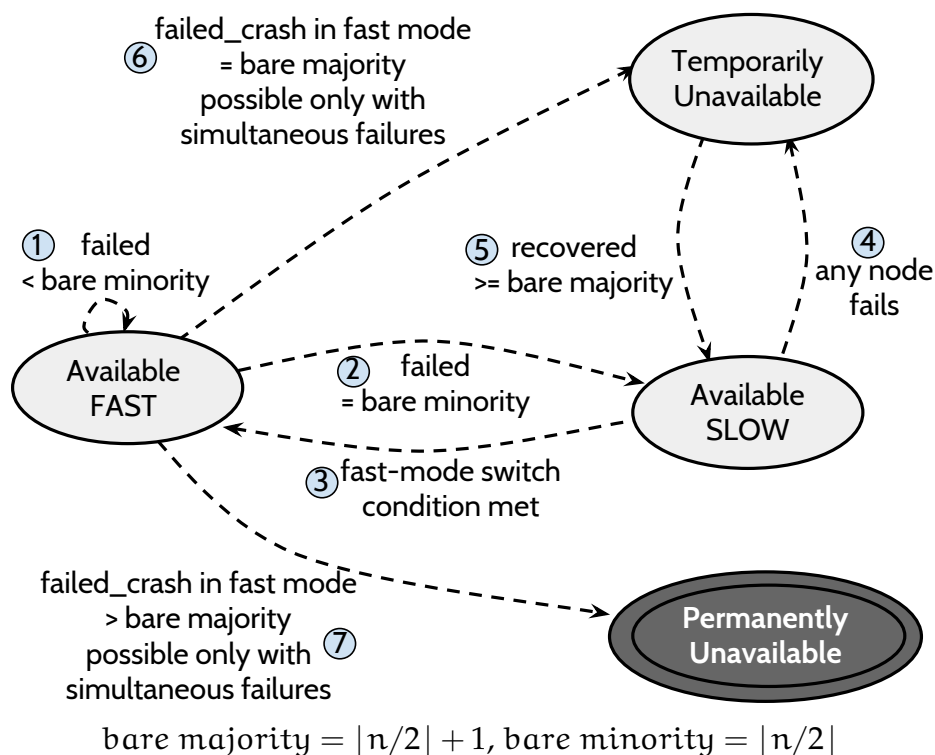 failed_crash in fast mode
6
= bare majority
possible only with
simultaneous failures
Temporarily
Unavailable
1
failed
< bare minority
5
recovered
>= bare majority
4
any node
fails
Available
FAST
2
failed
= bare minority
Available
SLOW
3
fast-mode switch
condition met
failed_crash in fast mode
> bare majority
possible only with
7
simultaneous failures
Permanently
Unavailable
bare majority = ⌊n/2⌋ + 1, bare minority = ⌊n/2⌋